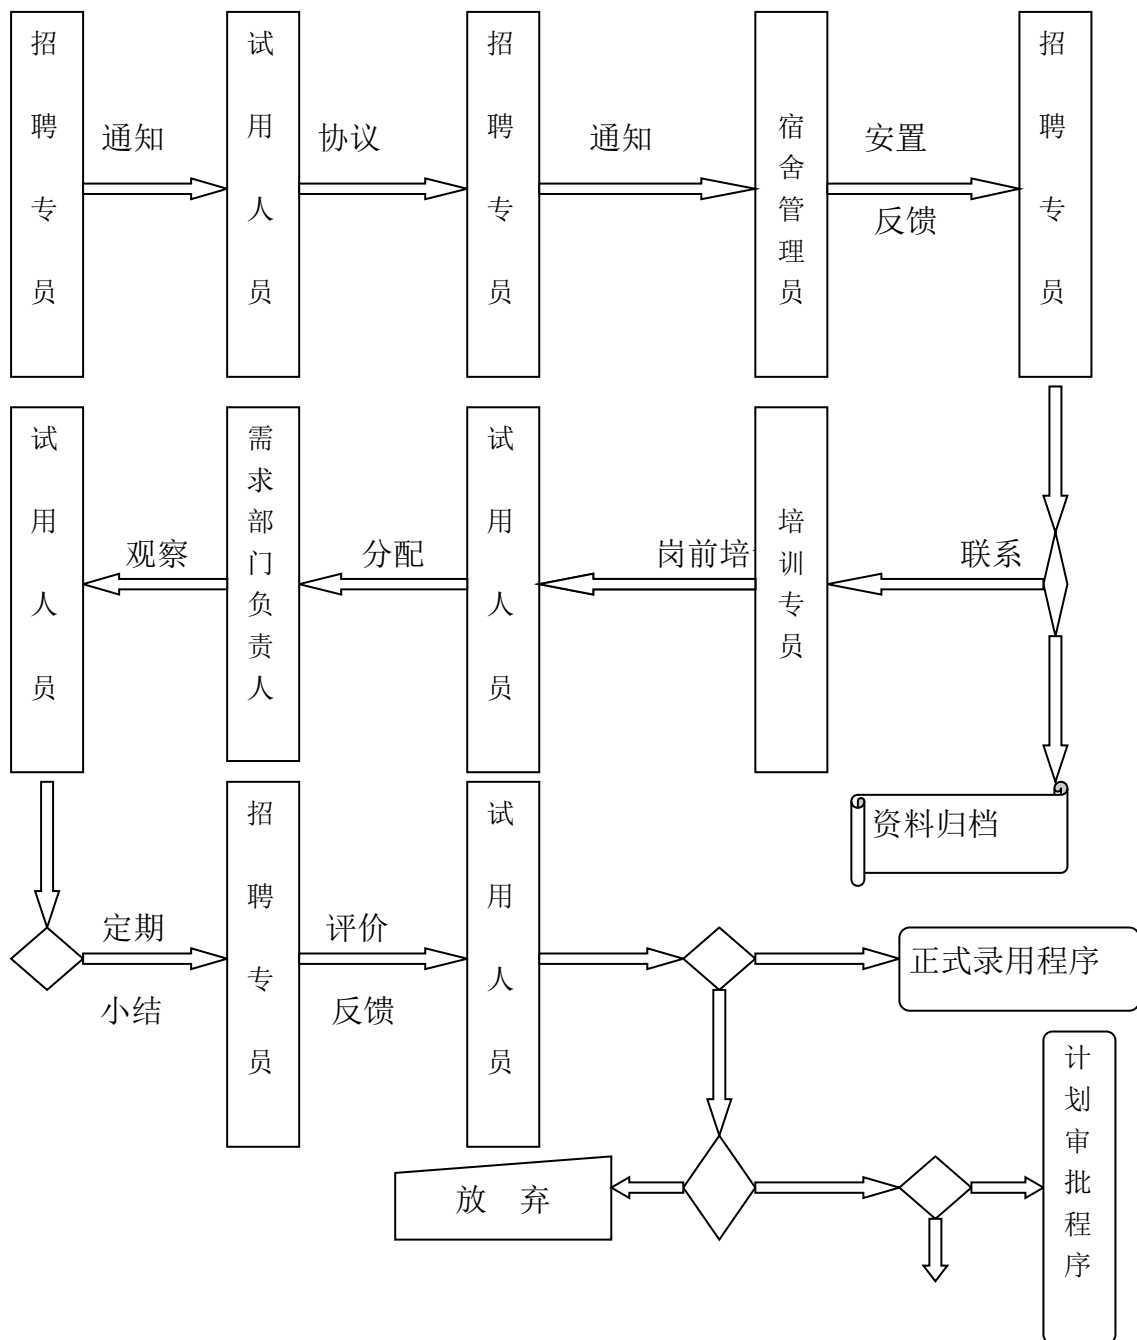 招聘专员
通知
试用人员
协议
招聘专员
通知
宿舍管理员
安置
反馈
招聘专员
试用人员
观察
需求部门负责人
分配
试用人员
岗前培
培训专员
联系
资料归档
定期
小结
招聘专员
评价
反馈
试用人员
正式录用程序
放 弃
计划审批程序